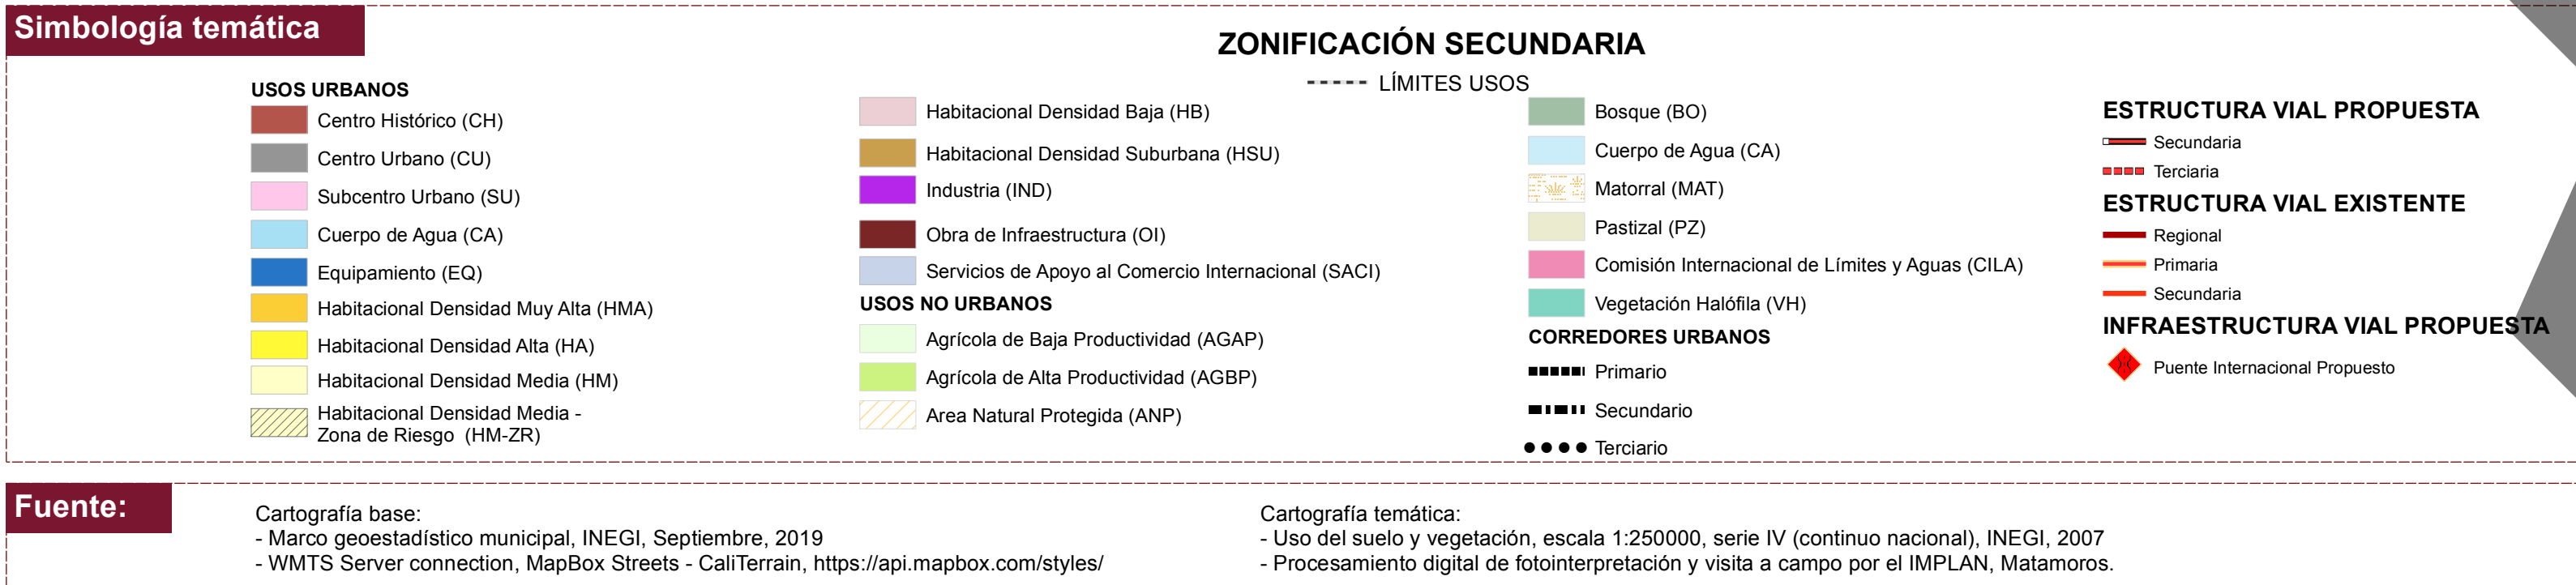 Simbología temática
ZONIFICACIÓN SECUNDARIA
LÍMITES USOS
USOS URBANOS
Centro Histórico (CH)
Centro Urbano (CU)
Subcentro Urbano (SU)
Cuerpo de Agua (CA)
Equipamiento (EQ)
Habitacional Densidad Muy Alta (HMA)
Habitacional Densidad Alta (HA)
Habitacional Densidad Media (HM)
Habitacional Densidad Media -
Zona de Riesgo (HM-ZR)
Habitacional Densidad Baja (HB)
Habitacional Densidad Suburbana (HSU)
Industria (IND)
Obra de Infraestructura (OI)
Servicios de Apoyo al Comercio Internacional (SACI)
USOS NO URBANOS
Agrícola de Baja Productividad (AGAP)
Agrícola de Alta Productividad (AGBP)
Area Natural Protegida (ANP)
Bosque (BO)
Cuerpo de Agua (CA)
Matorral (MAT)
Pastizal (PZ)
Comisión Internacional de Límites y Aguas (CILA)
Vegetación Halófila (VH)
CORREDORES URBANOS
Primario
Secundario
Terciario
ESTRUCTURA VIAL PROPUESTA
Secundaria
Terciaria
ESTRUCTURA VIAL EXISTENTE
Regional
Primaria
Secundaria
INFRAESTRUCTURA VIAL PROPUESTA
Puente Internacional Propuesto
Fuente:
Cartografía base:
- Marco geoestadístico municipal, INEGI, Septiembre, 2019
- WMTS Server connection, MapBox Streets - CaliTerrain, https://api.mapbox.com/styles/
Cartografía temática:
- Uso del suelo y vegetación, escala 1:250000, serie IV (continuo nacional), INEGI, 2007
- Procesamiento digital de fotointerpretación y visita a campo por el IMPLAN, Matamoros.